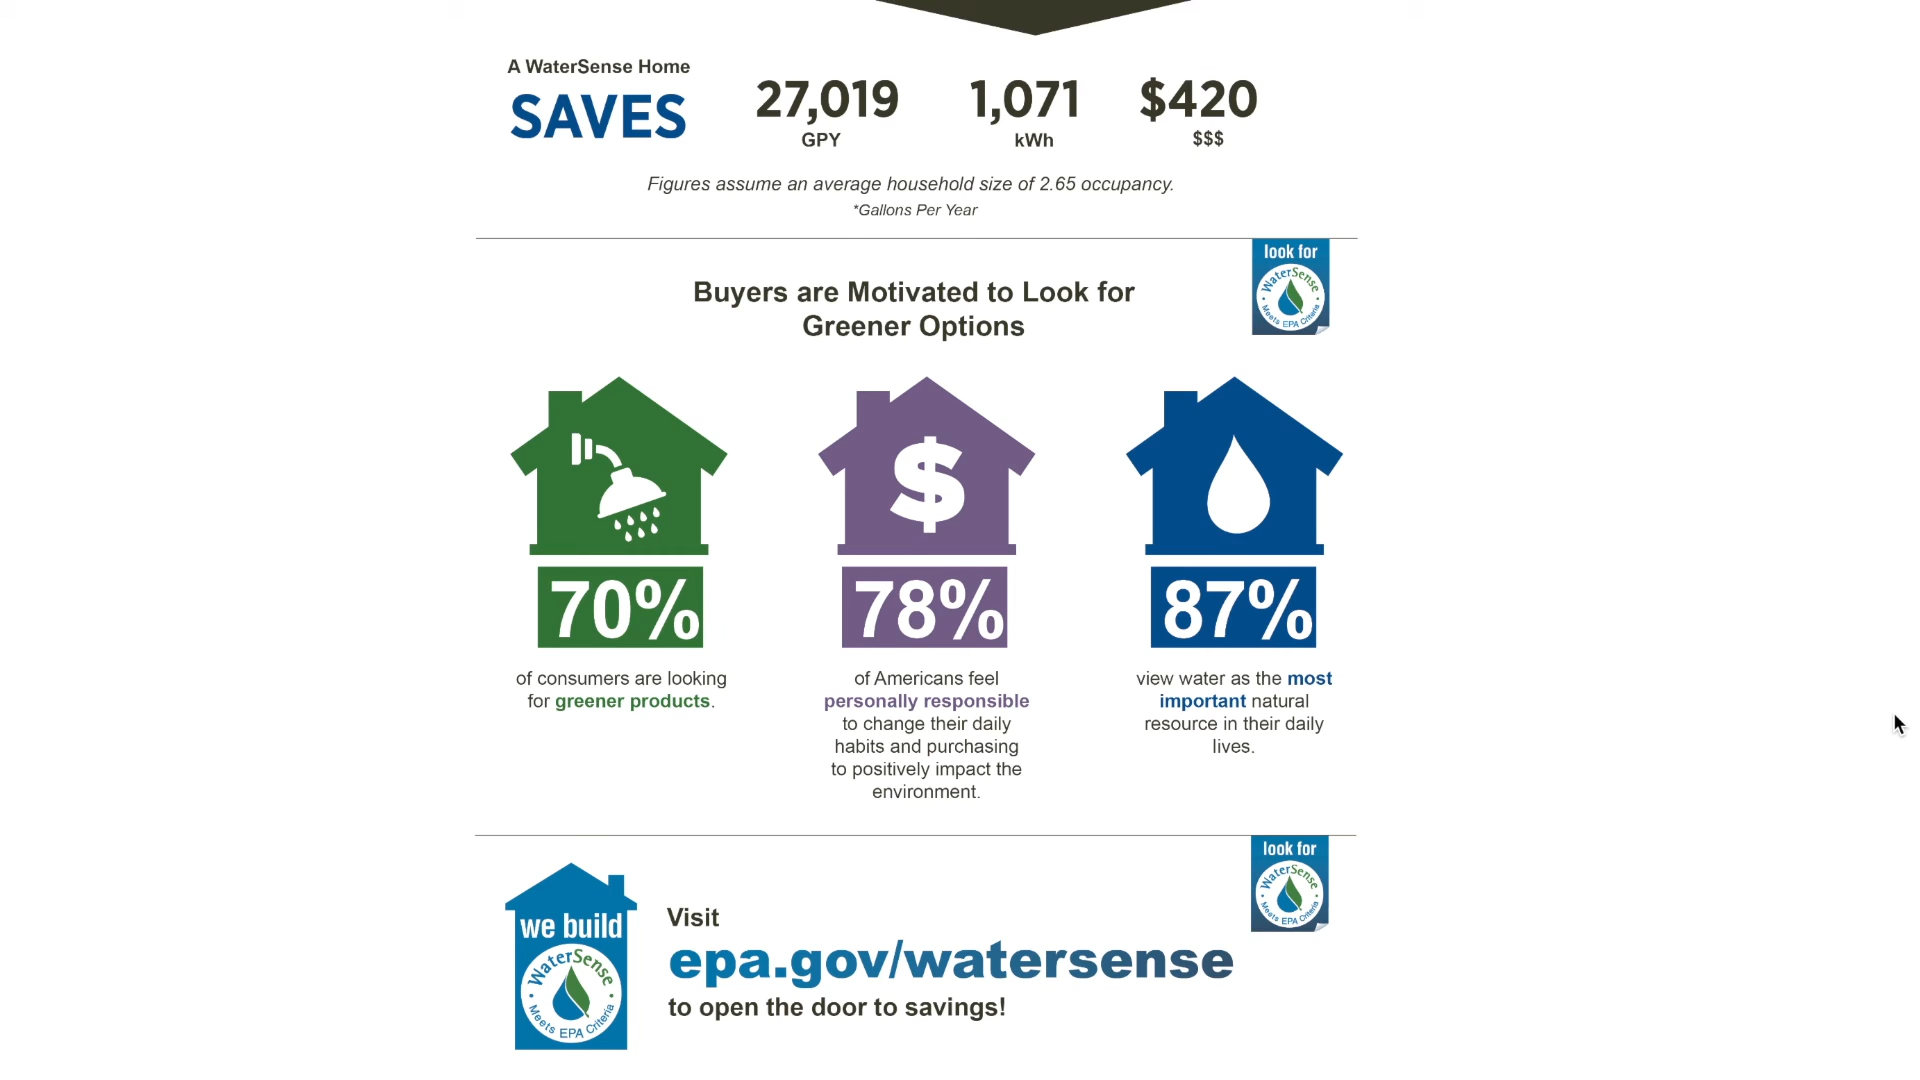 A WaterSense Home
SAVES
27,019
GPY
1,071
kWh
$420
$$$
Figures assume an average household size of 2.65 occupancy.
*Gallons Per Year
look for
WaterSense
Meets EPA Criteria
Buyers are Motivated to Look for
Greener Options
$
70%
of consumers are looking
for greener products.
78%
of Americans feel
personally responsible
to change their daily
habits and purchasing
to positively impact the
environment.
87%
view water as the most
important natural
resource in their daily
lives.
look for
WaterSense
Meets EPA Criteria
we build
WaterSense
Meets EPA Criteria
Visit
epa.gov/watersense
to open the door to savings!